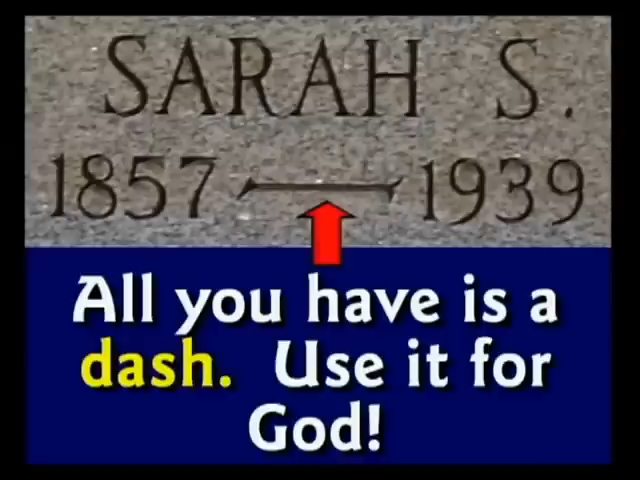 SARAH S.
1857 — 1939
All you have is a
dash. Use it for
God!